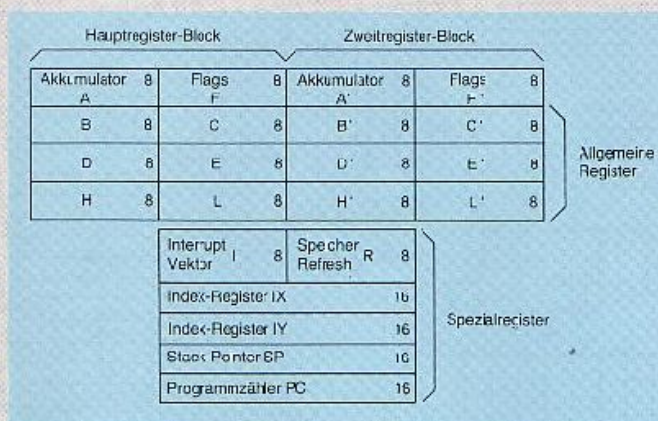 Hauptregister-Block Zweitregister-Block
Akkumulator 8 Flags 8 Akkumulator 8 Flags 8
A F A' F'
B 8 C 8 B' 8 C' 8
D 8 E 8 D' 8 E' 8
H 8 L 8 H' 8 L' 8
Allgemeine
Register
Interrupt I 8 Speicher R 8
Vektor Refresh
Index-Register IX 16
Index-Register IY 16
Stack Pointer SP 16
Programmzähler PC 16
Spezialregister